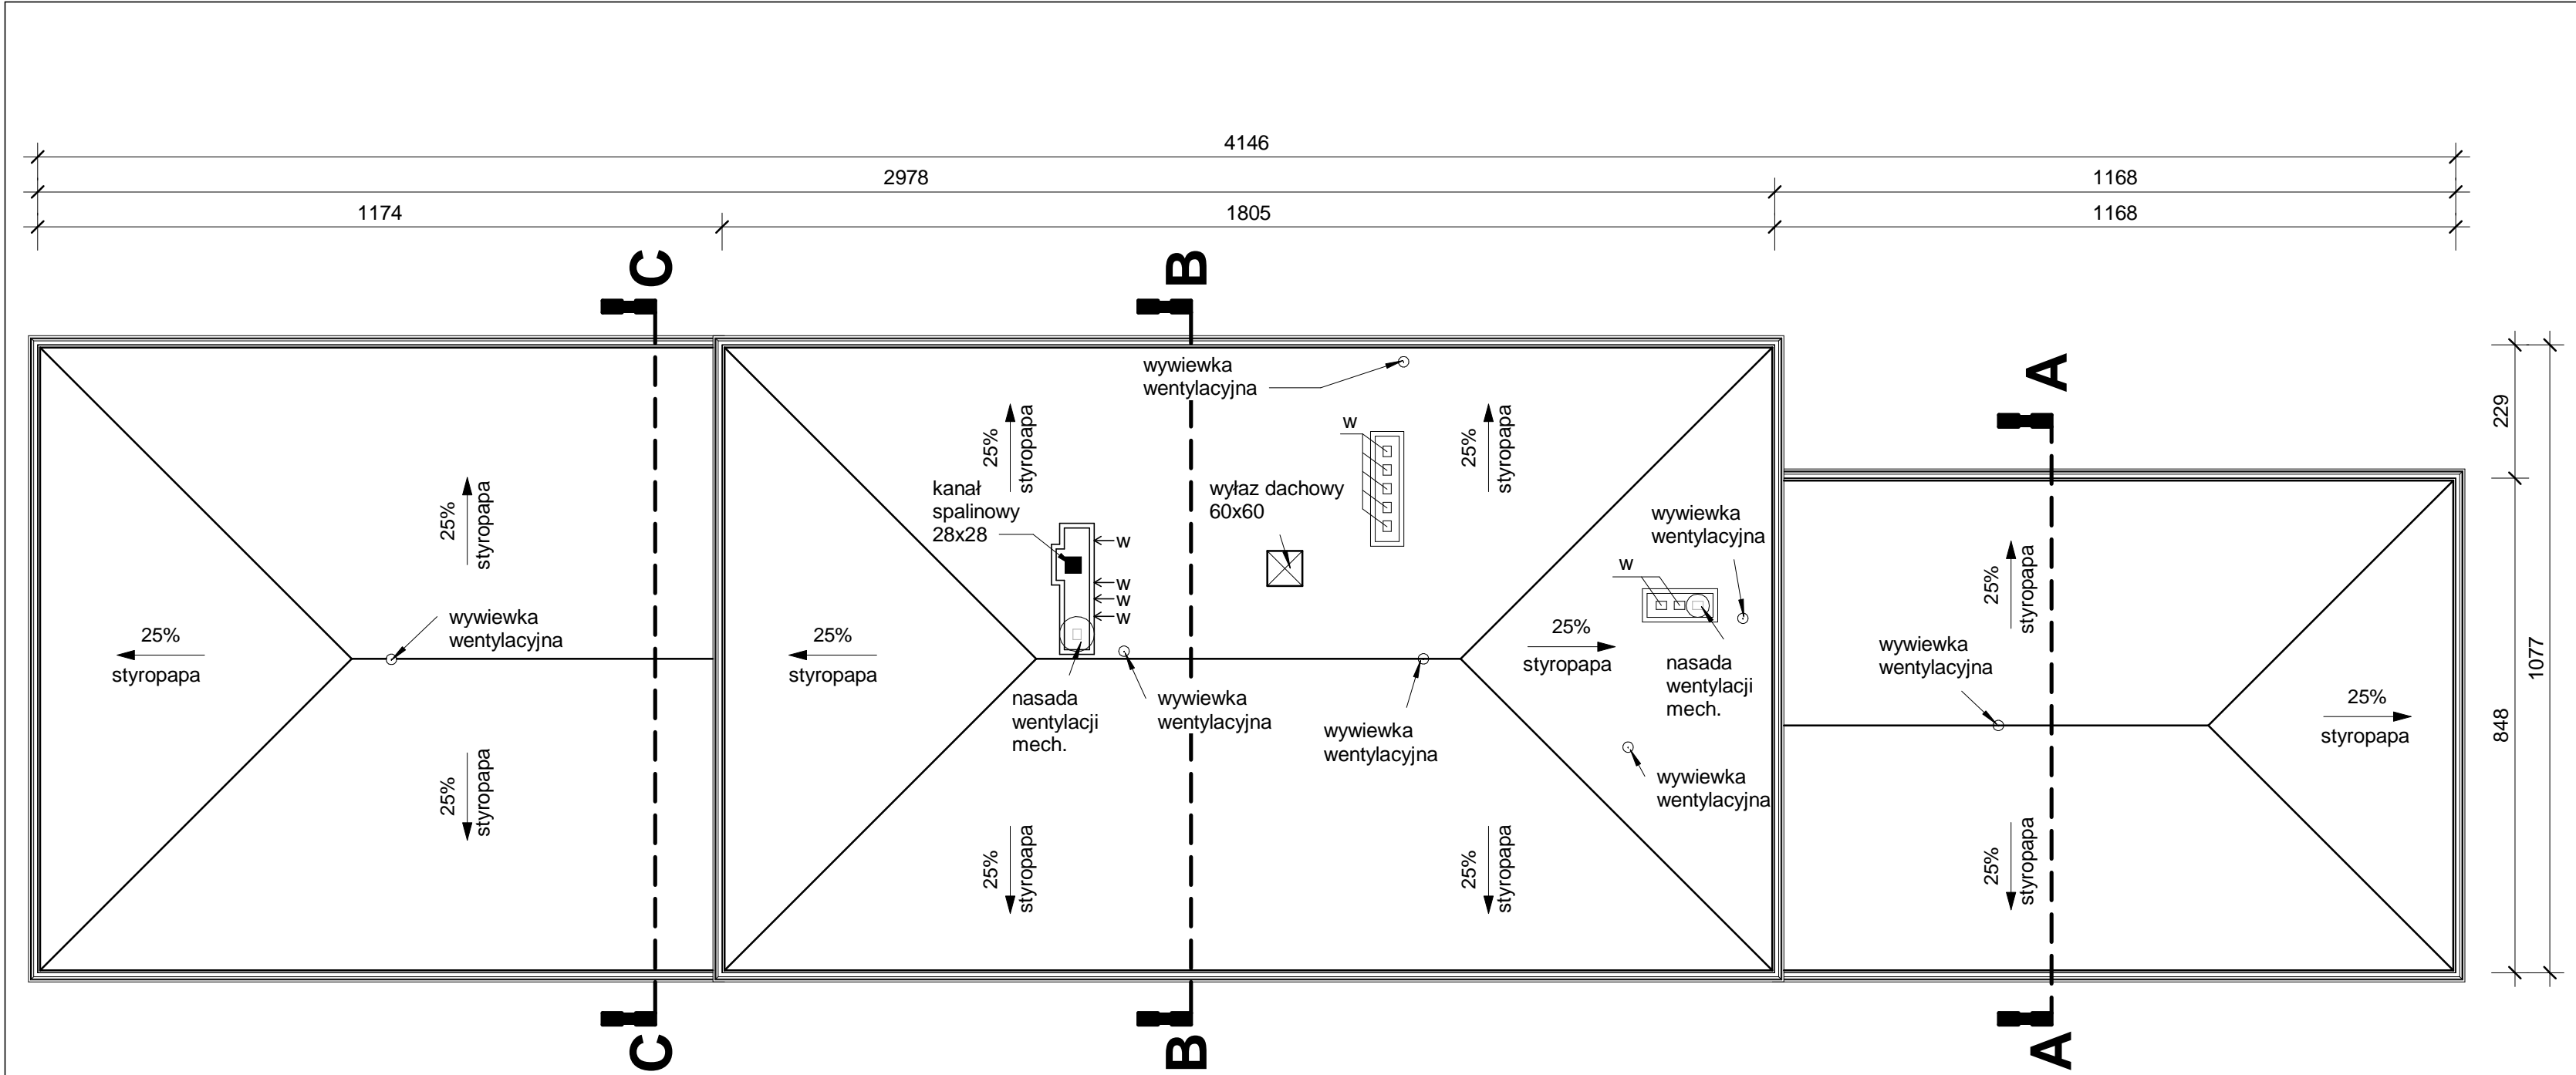 4146
2978
1168
1174
1805
1168
C
B
A
wywiewka
wentylacyjna
229
1077
848
25%
styropapa
25%
styropapa
25%
styropapa
w
kanał
spalinowy
28x28
wyłaz dachowy
60x60
w
w
w
w
wywiewka
wentylacyjna
w
25%
styropapa
wywiewka
wentylacyjna
25%
styropapa
25%
styropapa
25%
styropapa
wywiewka
wentylacyjna
nasada
wentylacji
mech.
wywiewka
wentylacyjna
wywiewka
wentylacyjna
nasada
wentylacji
mech.
25%
styropapa
wywiewka
wentylacyjna
25%
styropapa
25%
styropapa
25%
styropapa
25%
styropapa
C
B
A